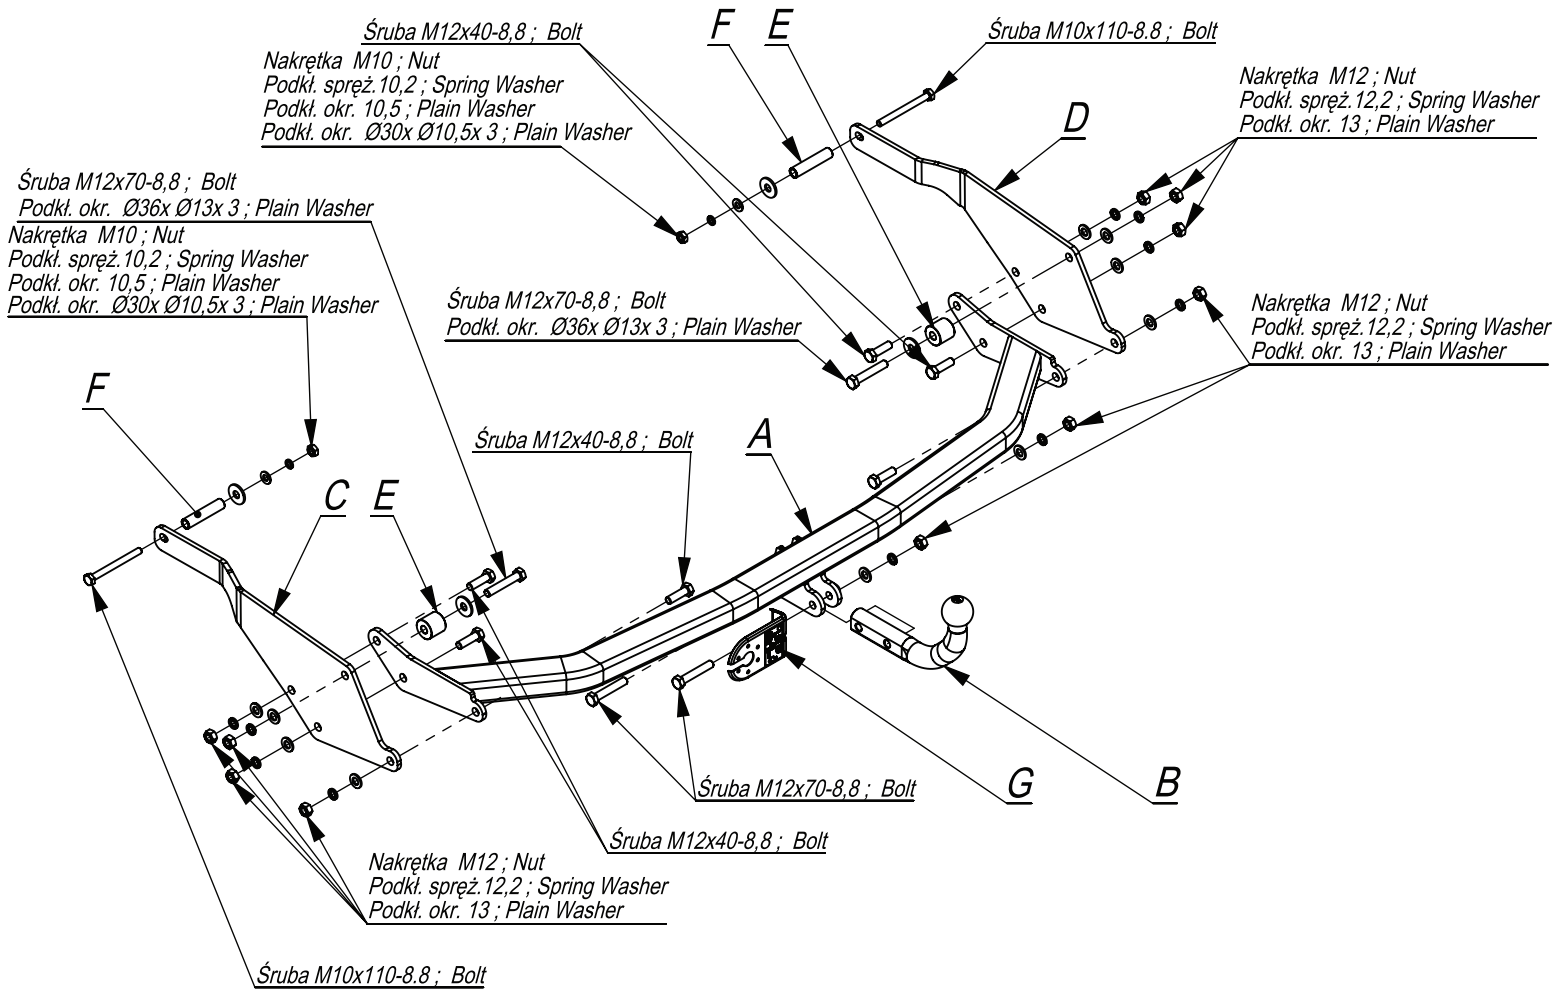 Śruba M12x40-8,8 ; Bolt
F
E
Śruba M10x110-8.8 ; Bolt
Nakrętka M10 ; Nut
Podkł. spręż.10,2 ; Spring Washer
Podkł. okr. 10,5 ; Plain Washer
Podkł. okr. Ø30x Ø10,5x 3 ; Plain Washer
Nakrętka M12 ; Nut
Podkł. spręż.12,2 ; Spring Washer
Podkł. okr. 13 ; Plain Washer
D
Śruba M12x70-8,8 ; Bolt
Podkł. okr. Ø36x Ø13x 3 ; Plain Washer
Nakrętka M10 ; Nut
Podkł. spręż.10,2 ; Spring Washer
Podkł. okr. 10,5 ; Plain Washer
Podkł. okr. Ø30x Ø10,5x 3 ; Plain Washer
Śruba M12x70-8,8 ; Bolt
Podkł. okr. Ø36x Ø13x 3 ; Plain Washer
Nakrętka M12 ; Nut
Podkł. spręż.12,2 ; Spring Washer
Podkł. okr. 13 ; Plain Washer
F
Śruba M12x40-8,8 ; Bolt
A
C
E
Śruba M12x70-8,8 ; Bolt
G
B
Śruba M12x40-8,8 ; Bolt
Nakrętka M12 ; Nut
Podkł. spręż.12,2 ; Spring Washer
Podkł. okr. 13 ; Plain Washer
Śruba M10x110-8.8 ; Bolt